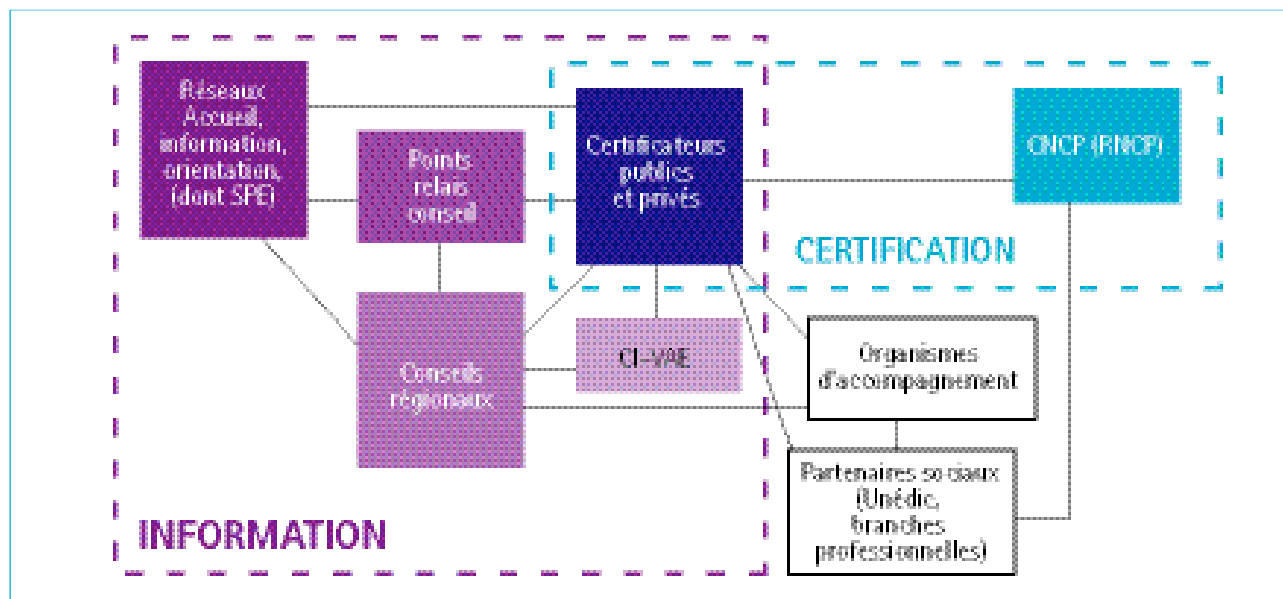 Réseaux
Accueil,
information,
orientation,
(dont SPE)
Points
relais
conseil
Certificateurs
publics
et privés
CNCP (RNCP)
CERTIFICATION
Conseils
régionaux
CI-VAE
Organismes
d'accompagnement
Partenaires sociaux
(Unédic,
branches
professionnelles)
INFORMATION